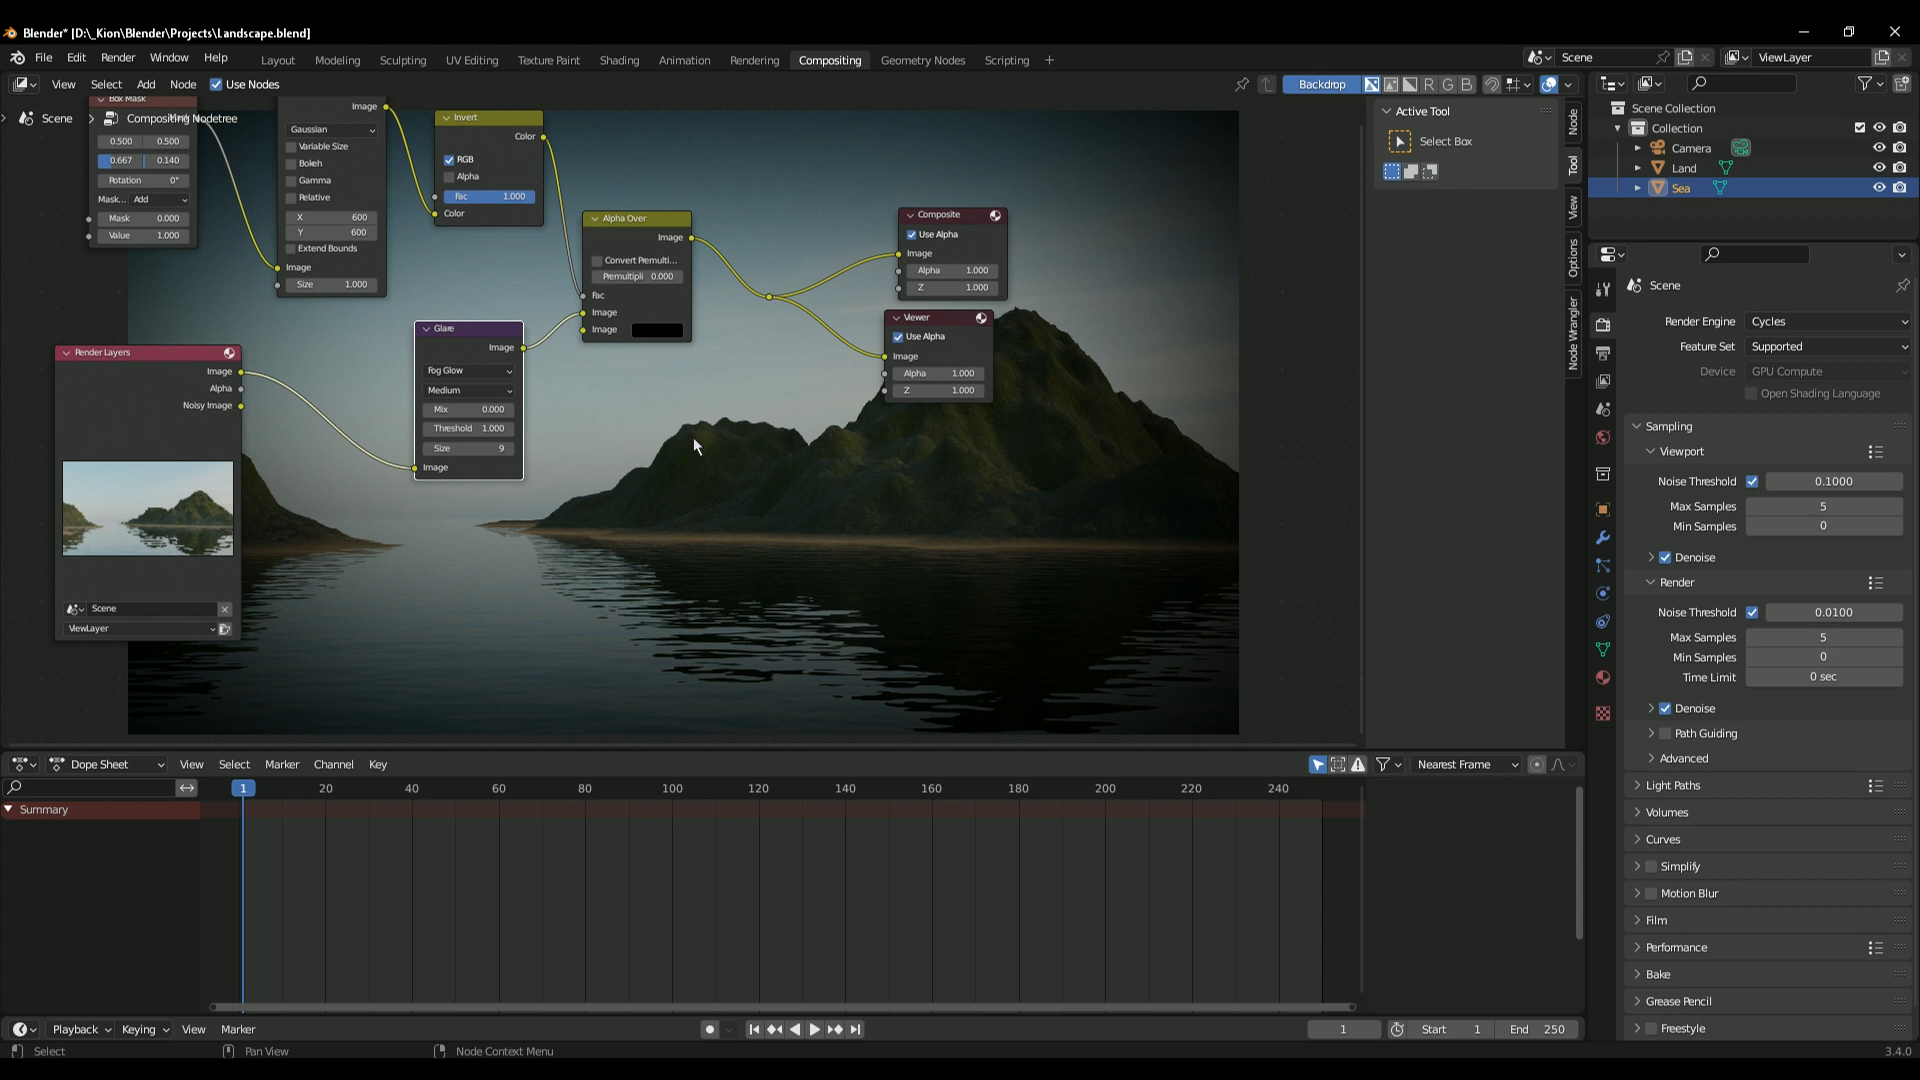 Blender* [D:\_Kion\Blender\Projects\Landscape.blend]
File Edit Render Window Help Layout Modeling Sculpting UV Editing Texture Paint Shading Animation Rendering Compositing Geometry Nodes Scripting + Scene ViewLayer
View Select Add Node Use Nodes Backdrop R G B
Scene > Compositing Nodetree
Box Mask
0.500 0.500
0.667 0.140
Rotation 0°
Mask... Add
Mask 0.000
Value 1.000
Image
Gaussian
Variable Size
Bokeh
Gamma
Relative
X 600
Y 600
Extend Bounds
Image
Size 1.000
Invert
Color
RGB
Alpha
Fac 1.000
Color
Alpha Over
Image
Convert Premulti...
Premultipli 0.000
Fac
Image
Image
Composite
Use Alpha
Image
Alpha 1.000
Z 1.000
Viewer
Use Alpha
Image
Alpha 1.000
Z 1.000
Glare
Image
Fog Glow
Medium
Mix 0.000
Threshold 1.000
Size 9
Image
Render Layers
Image
Alpha
Noisy Image
Scene
ViewLayer
Active Tool
Select Box
Node
Tool
View
Options
Node Wrangler
Scene Collection
Collection
Camera
Land
Sea
Scene
Render Engine Cycles
Feature Set Supported
Device GPU Compute
Open Shading Language
Sampling
Viewport
Noise Threshold 0.1000
Max Samples 5
Min Samples 0
Denoise
Render
Noise Threshold 0.0100
Max Samples 5
Min Samples 0
Time Limit 0 sec
Denoise
Path Guiding
Advanced
Light Paths
Volumes
Curves
Simplify
Motion Blur
Film
Performance
Bake
Grease Pencil
Freestyle
Dope Sheet View Select Marker Channel Key Nearest Frame
1 20 40 60 80 100 120 140 160 180 200 220 240
Summary
Playback Keying View Marker 1 Start 1 End 250
Select Pan View Node Context Menu 3.4.0